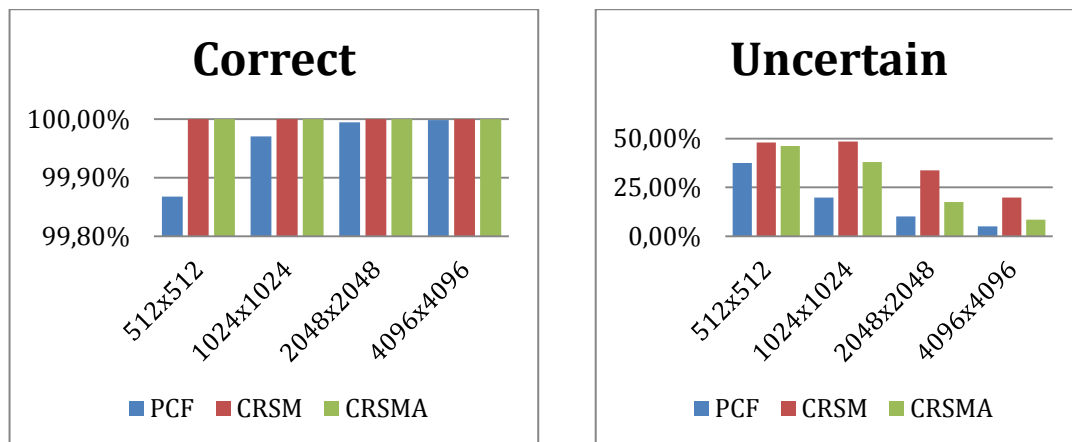 Correct
100,00%
99,90%
99,80%
512x512
1024x1024
2048x2048
4096x4096
PCF CRSM CRSMA
Uncertain
50,00%
25,00%
0,00%
512x512
1024x1024
2048x2048
4096x4096
PCF CRSM CRSMA